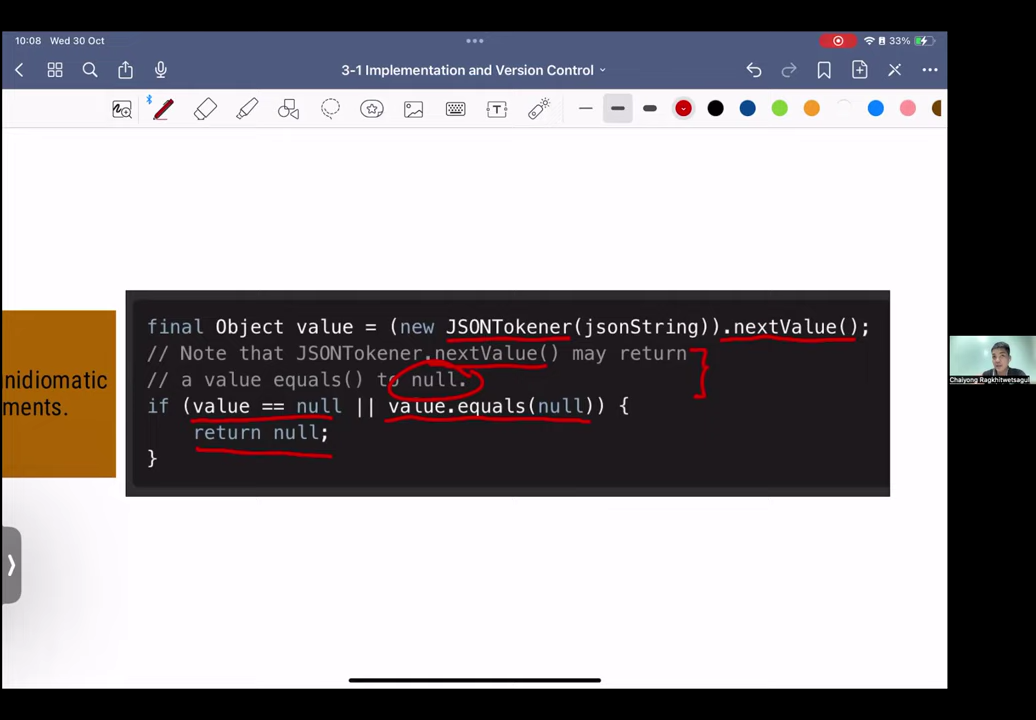 10:08 Wed 30 Oct
33%
3-1 Implementation and Version Control
T
nidiomatic
ments.
final Object value = (new JSONTokener(jsonString)).nextValue();
// Note that JSONTokener.nextValue() may return
// a value equals() to null.
if (value == null || value.equals(null)) {
return null;
}
Chaiyong Ragkhitwetsagul